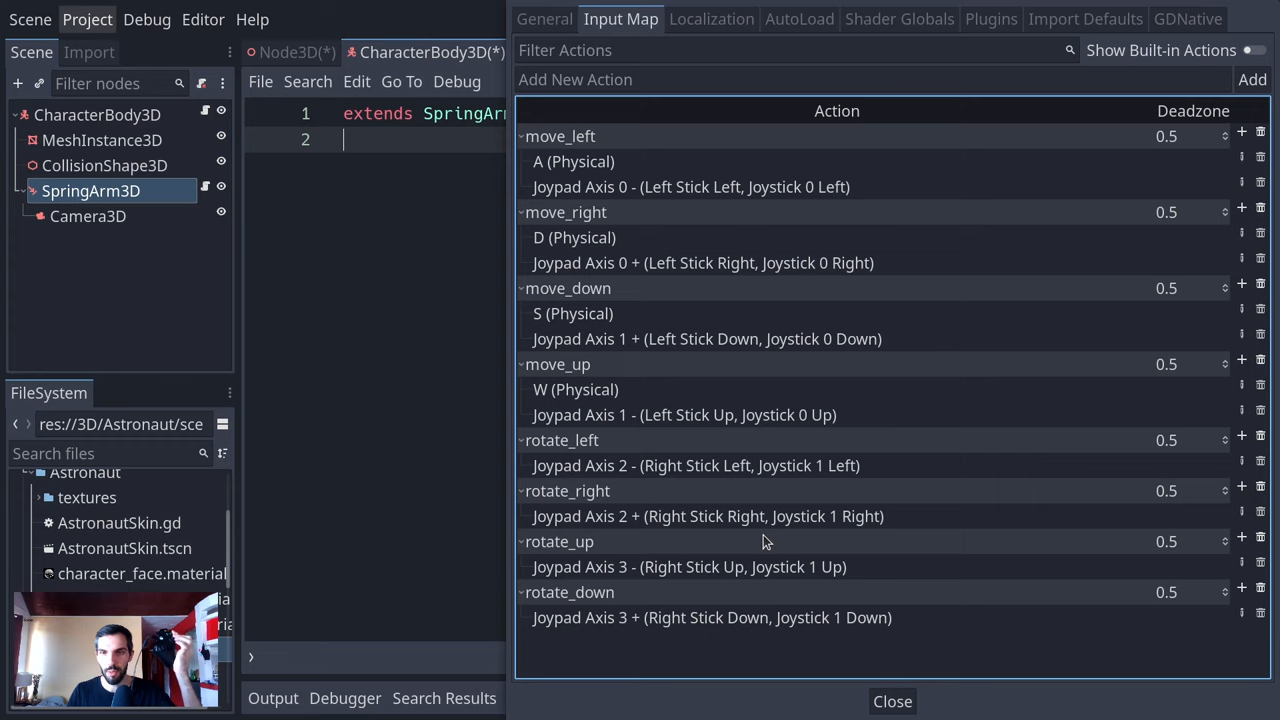 Scene Project Debug Editor Help
Scene Import
Filter nodes
CharacterBody3D
MeshInstance3D
CollisionShape3D
SpringArm3D
Camera3D
FileSystem
res://3D/Astronaut/sce
Search files
Astronaut
textures
AstronautSkin.gd
AstronautSkin.tscn
character_face.material
Node3D(*) CharacterBody3D(*)
File Search Edit Go To Debug
1 extends SpringArm
2
Output Debugger Search Results
General Input Map Localization AutoLoad Shader Globals Plugins Import Defaults GDNative
Filter Actions Show Built-in Actions
Add New Action Add
Action Deadzone
move_left 0.5
A (Physical)
Joypad Axis 0 - (Left Stick Left, Joystick 0 Left)
move_right 0.5
D (Physical)
Joypad Axis 0 + (Left Stick Right, Joystick 0 Right)
move_down 0.5
S (Physical)
Joypad Axis 1 + (Left Stick Down, Joystick 0 Down)
move_up 0.5
W (Physical)
Joypad Axis 1 - (Left Stick Up, Joystick 0 Up)
rotate_left 0.5
Joypad Axis 2 - (Right Stick Left, Joystick 1 Left)
rotate_right 0.5
Joypad Axis 2 + (Right Stick Right, Joystick 1 Right)
rotate_up 0.5
Joypad Axis 3 - (Right Stick Up, Joystick 1 Up)
rotate_down 0.5
Joypad Axis 3 + (Right Stick Down, Joystick 1 Down)
Close